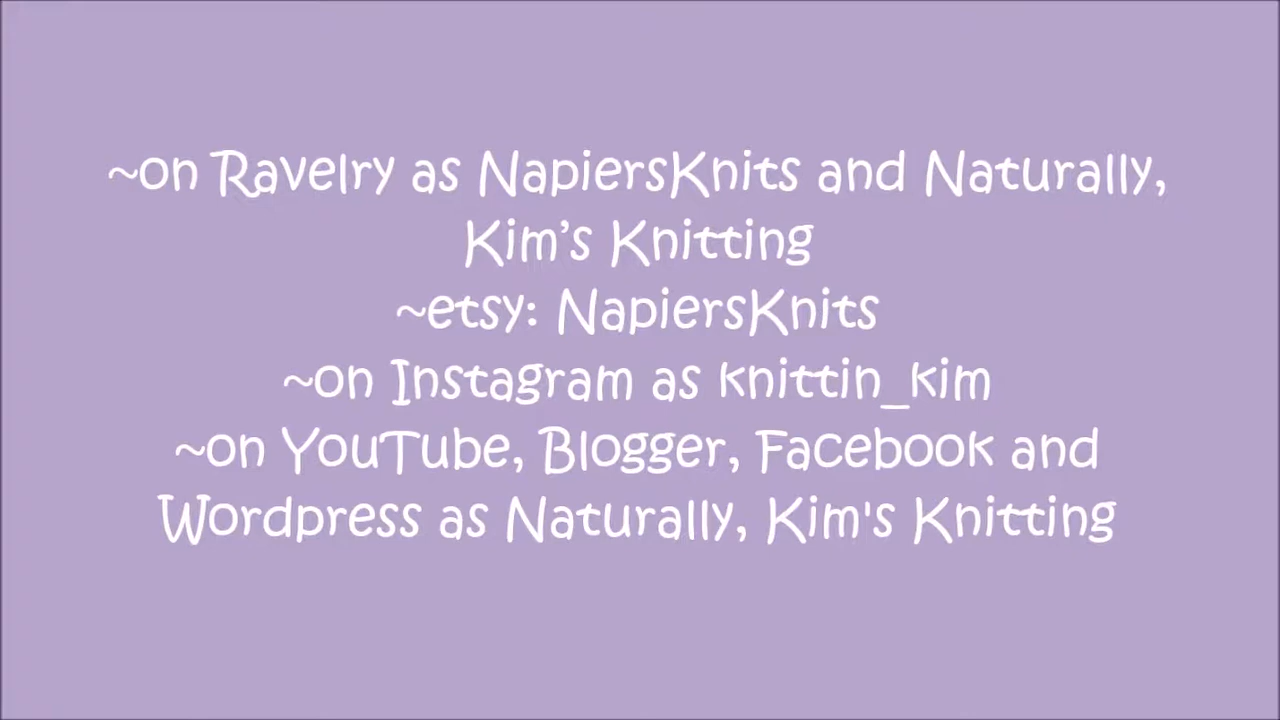 ~on Ravelry as NapiersKnits and Naturally,
Kim’s Knitting
~etsy: NapiersKnits
~on Instagram as knittin_kim
~on YouTube, Blogger, Facebook and
Wordpress as Naturally, Kim's Knitting